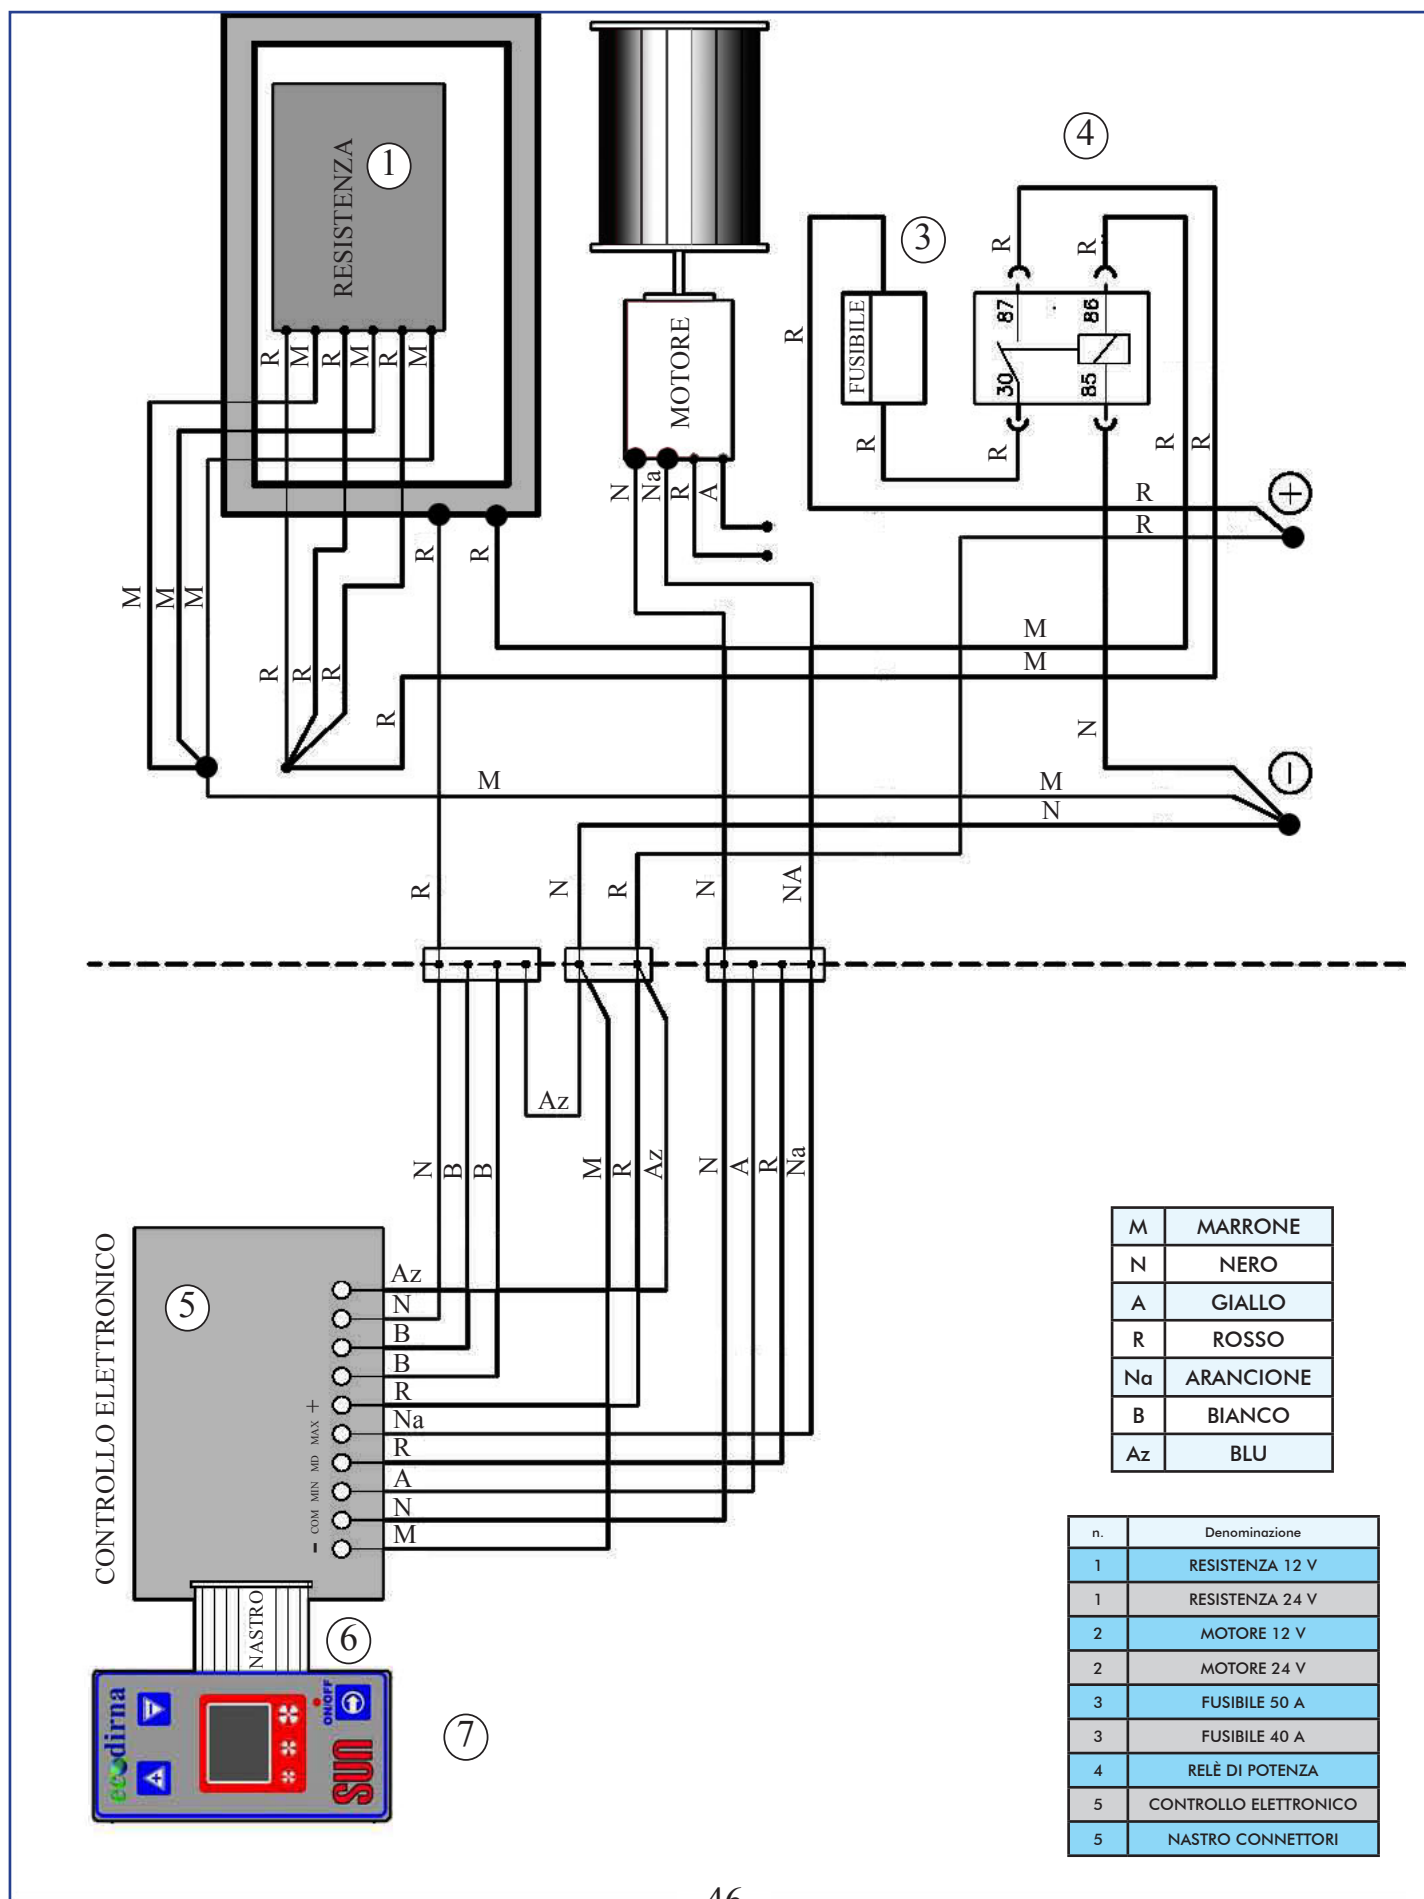 4
1
RESISTENZA
3
R
R
87
86
30
85
FUSIBILE
R
MOTORE
R
M
R
M
R
M
R
R
R
R
N
Na
R
A
R
R
+
R
R
M
M
M
M
M
R
R
R
R
N
M
M
N
−
R
N
R
N
NA
Az
N
B
B
M
R
Az
N
A
R
Na
CONTROLLO ELETTRONICO
5
Az
N
B
B
R
Na
R
A
N
M
+
MAX
MD
MIN
COM
-
NASTRO
6
7
ecodirna
ON/OFF
SUN
M MARRONE
N NERO
A GIALLO
R ROSSO
Na ARANCIONE
B BIANCO
Az BLU
n. Denominazione
1 RESISTENZA 12 V
1 RESISTENZA 24 V
2 MOTORE 12 V
2 MOTORE 24 V
3 FUSIBILE 50 A
3 FUSIBILE 40 A
4 RELÈ DI POTENZA
5 CONTROLLO ELETTRONICO
5 NASTRO CONNETTORI
46